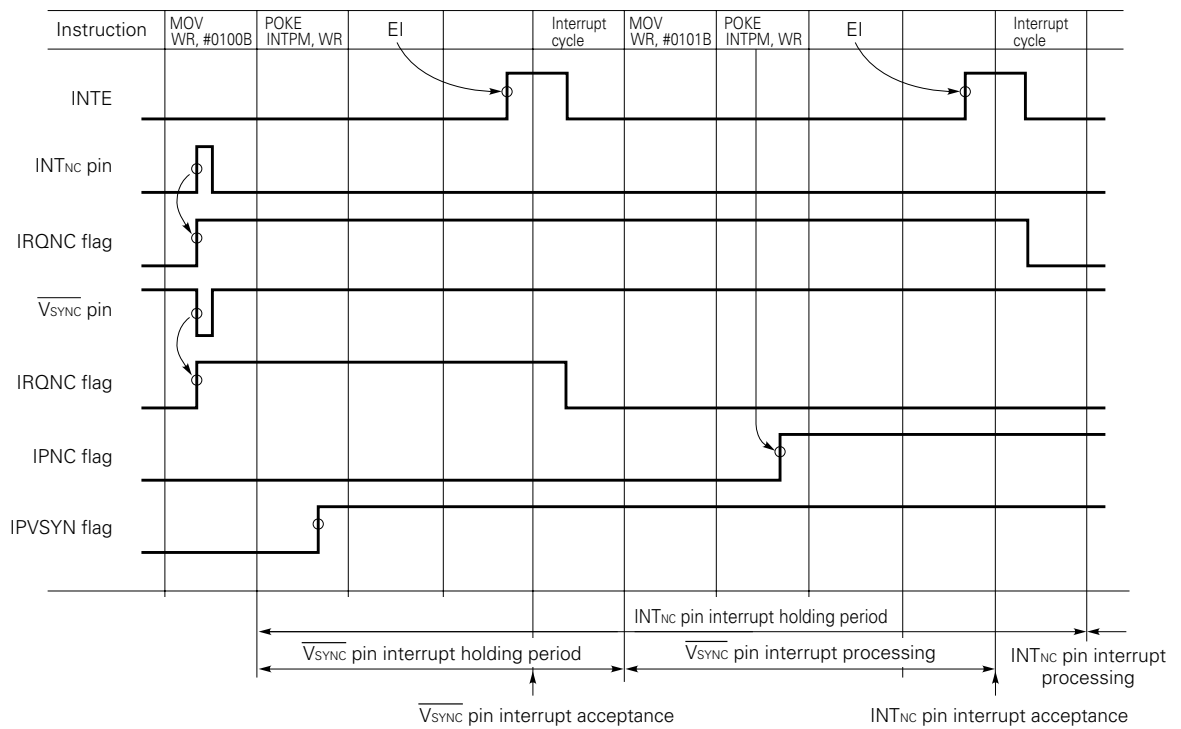 Instruction
MOV
WR, #0100B
POKE
INTPM, WR
EI
Interrupt
cycle
MOV
WR, #0101B
POKE
INTPM, WR
EI
Interrupt
cycle
INTE
INTNC pin
IRQNC flag
VSYNC pin
IRQNC flag
IPNC flag
IPVSYN flag
INTNC pin interrupt holding period
VSYNC pin interrupt holding period
VSYNC pin interrupt processing
INTNC pin interrupt
processing
VSYNC pin interrupt acceptance
INTNC pin interrupt acceptance